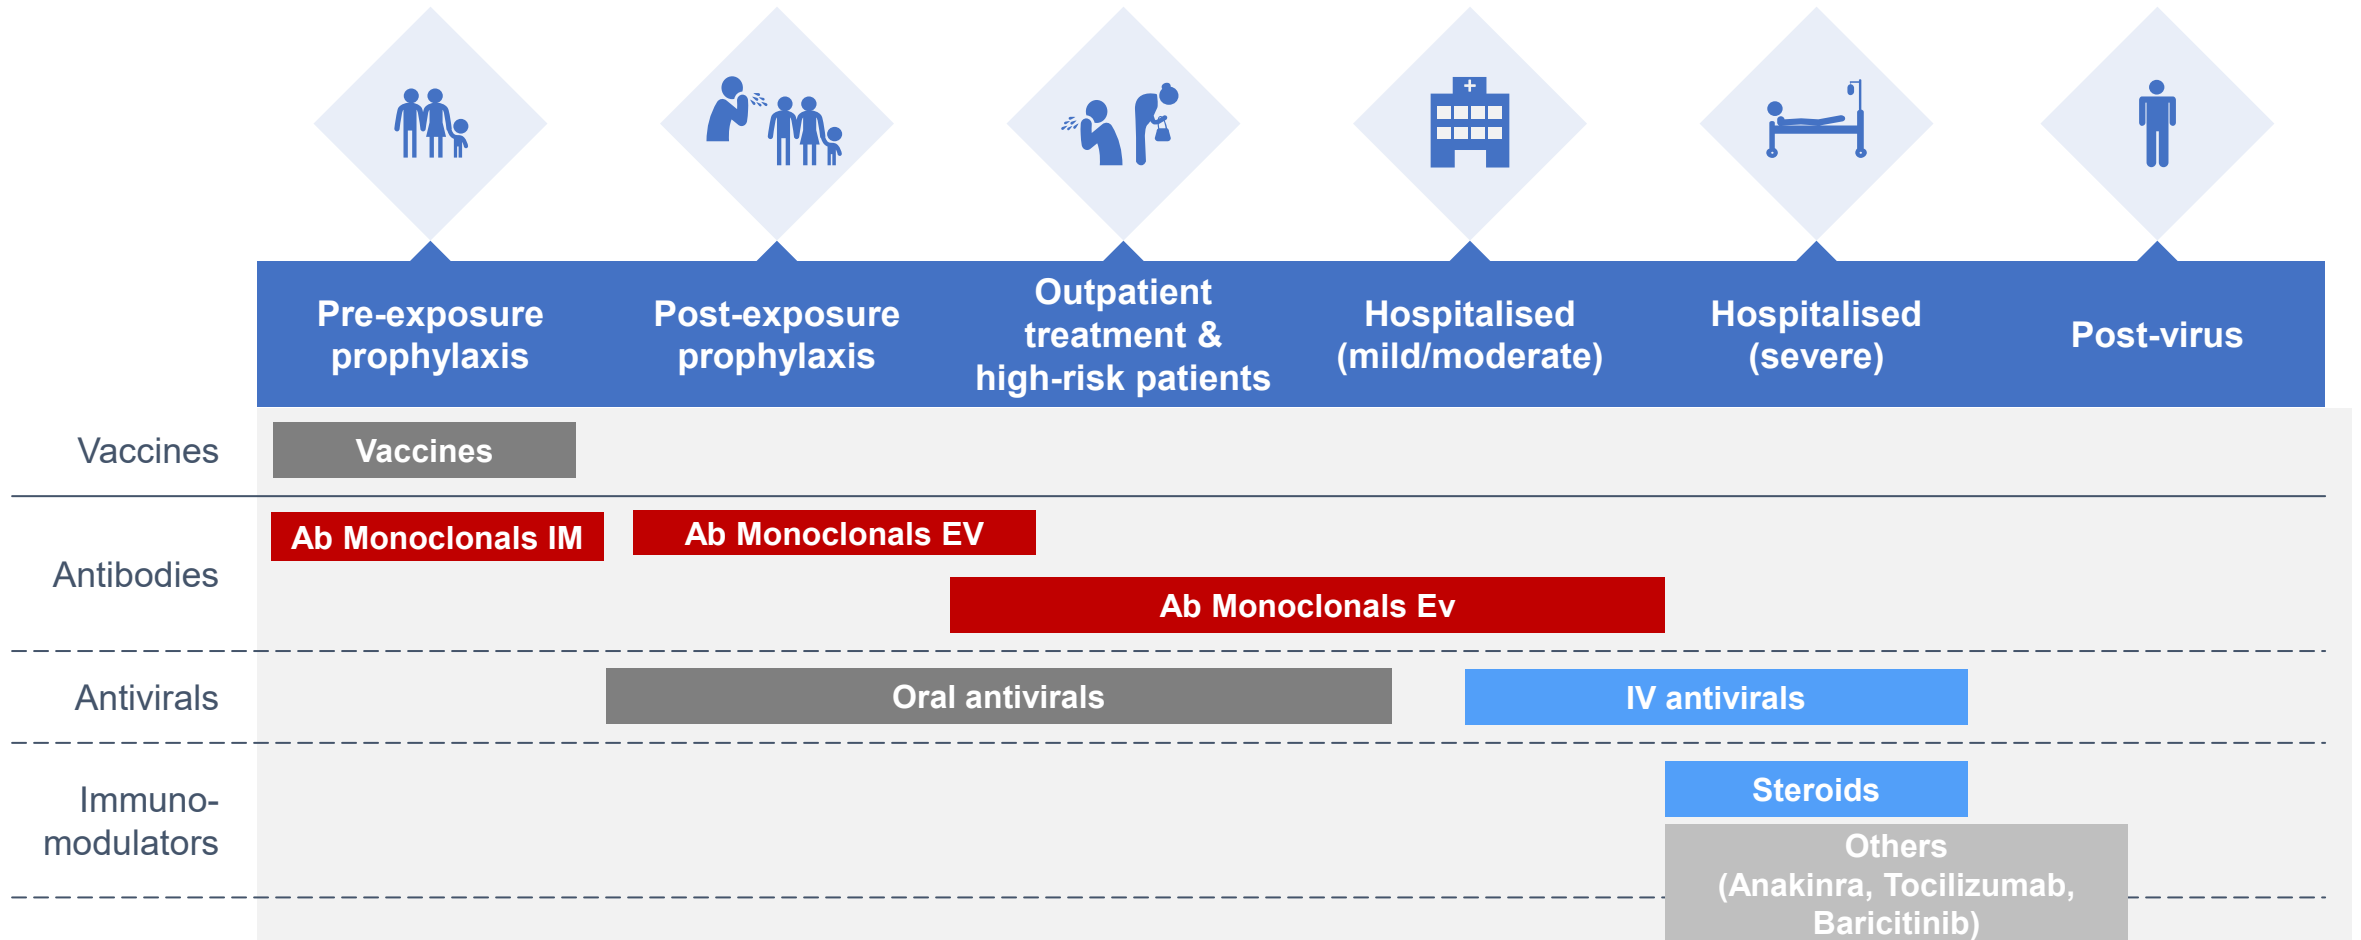 Pre-exposure
prophylaxis
Post-exposure
prophylaxis
Outpatient
treatment &
high-risk patients
Hospitalised
(mild/moderate)
Hospitalised
(severe)
Post-virus
Vaccines
Vaccines
Antibodies
Ab Monoclonals IM
Ab Monoclonals EV
Ab Monoclonals Ev
Antivirals
Oral antivirals
IV antivirals
Immuno-
modulators
Steroids
Others
(Anakinra, Tocilizumab,
Baricitinib)